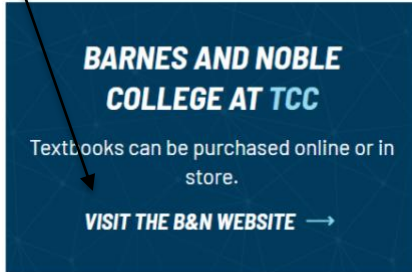 BARNES AND NOBLE
COLLEGE AT TCC
Textbooks can be purchased online or in
store.
VISIT THE B&N WEBSITE →